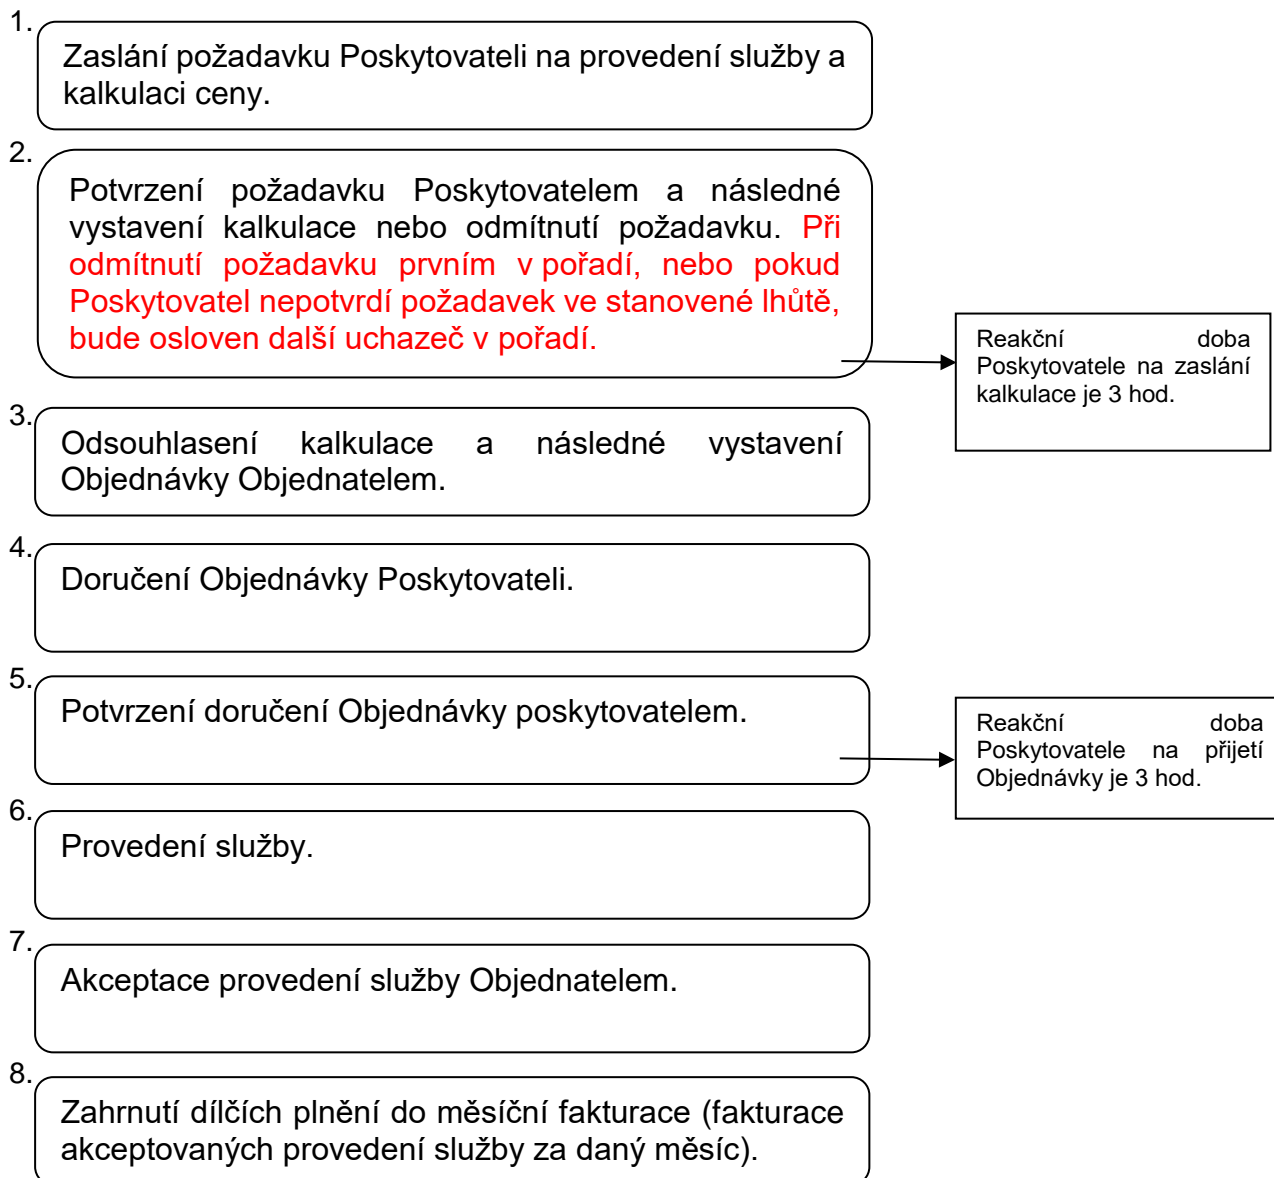 1.
Zaslání požadavku Poskytovateli na provedení služby a
kalkulaci ceny.
2.
Potvrzení požadavku Poskytovatelem a následné
vystavení kalkulace nebo odmítnutí požadavku. Při
odmítnutí požadavku prvním v pořadí, nebo pokud
Poskytovatel nepotvrdí požadavek ve stanovené lhůtě,
bude osloven další uchazeč v pořadí.
Reakční doba
Poskytovatele na zaslání
kalkulace je 3 hod.
3.
Odsouhlasení kalkulace a následné vystavení
Objednávky Objednatelem.
4.
Doručení Objednávky Poskytovateli.
5.
Potvrzení doručení Objednávky poskytovatelem.
Reakční doba
Poskytovatele na přijetí
Objednávky je 3 hod.
6.
Provedení služby.
7.
Akceptace provedení služby Objednatelem.
8.
Zahrnutí dílčích plnění do měsíční fakturace (fakturace
akceptovaných provedení služby za daný měsíc).